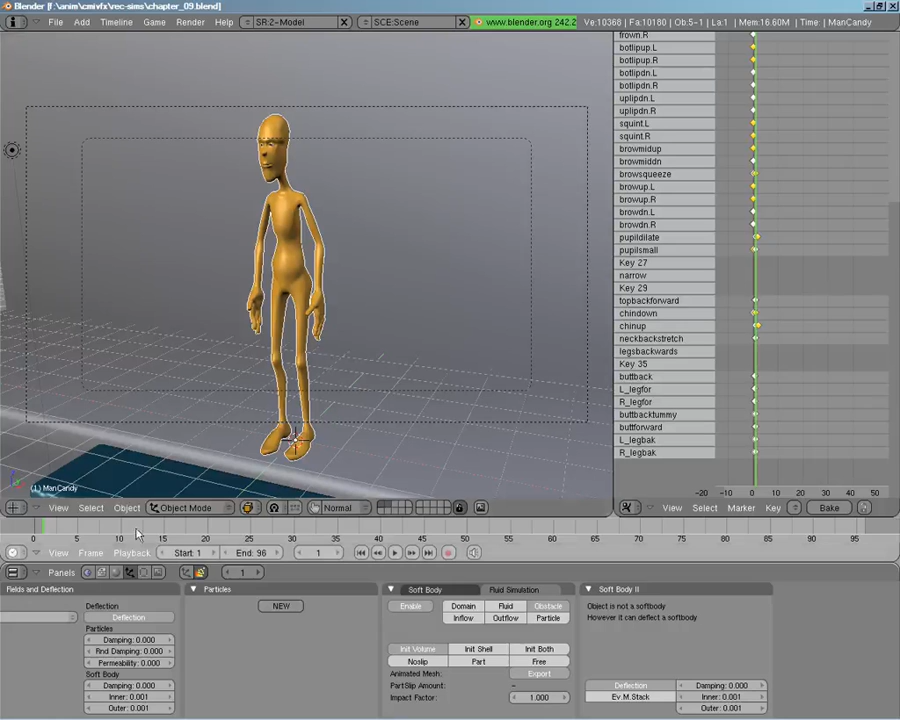 Blender [f:\anim\cmivfx\rec-sims\chapter_09.blend]
File Add Timeline Game Render Help SR:2-Model SCE:Scene www.blender.org 242.2 Ve:10368 | Fa:10180 | Ob:5-1 | La:1 | Mem:16.60M | Time: | ManCandy
frown.R
botlipup.L
botlipup.R
botlipdn.L
botlipdn.R
uplipdn.L
uplipdn.R
squint.L
squint.R
browmidup
browmiddn
browsqueeze
browup.L
browup.R
browdn.L
browdn.R
pupildilate
pupilsmall
Key 27
narrow
Key 29
topbackforward
chindown
chinup
neckbackstretch
legsbackwards
Key 35
buttback
L_legfor
R_legfor
buttbacktummy
buttforward
L_legbak
R_legbak
-20 -10 0 10 20 30 40 50
(1) ManCandy
View Select Object Object Mode Normal
View Select Marker Key Bake
0 5 10 15 20 25 30 35 40 45 50 55 60 65 70 75 80 85 90 95
View Frame Playback Start: 1 End: 96 1
Panels 1
Fields and Deflection
Deflection
Deflection
Particles
Damping: 0.000
Rnd Damping: 0.000
Permeability: 0.000
Soft Body
Damping: 0.000
Inner: 0.001
Outer: 0.001
Particles
NEW
Soft Body Fluid Simulation
Enable Domain Fluid Obstacle
Inflow Outflow Particle
Init Volume Init Shell Init Both
Noslip Part Free
Animated Mesh: Export
PartSlip Amount: -
Impact Factor: 1.000
Soft Body II
Object is not a softbody
However it can deflect a softbody
Deflection Damping: 0.000
Ev.M.Stack Inner: 0.001
Outer: 0.001